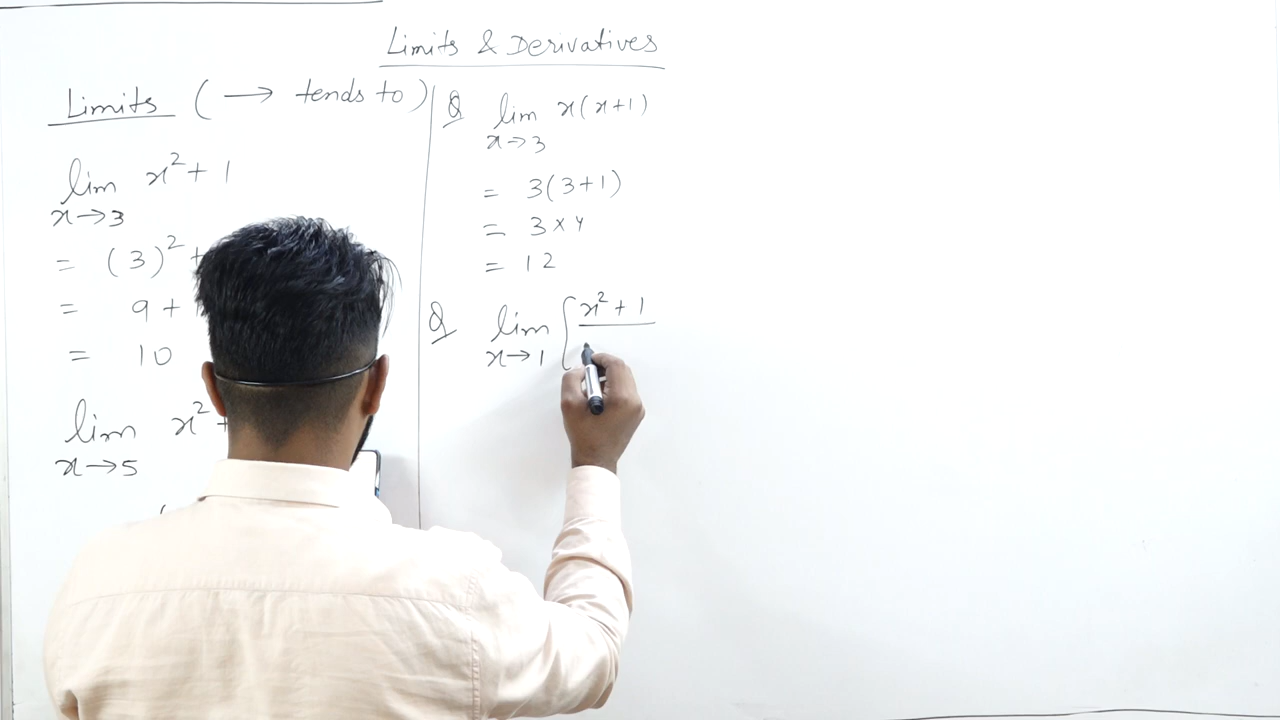 Limits & Derivatives
Limits ( → tends to )
lim x² + 1
x→3
= (3)² +
= 9 +
= 10
lim x² +
x→5
(
Q lim x(x+1)
x→3
= 3(3+1)
= 3 × 4
= 12
Q lim [ x² + 1
x→1